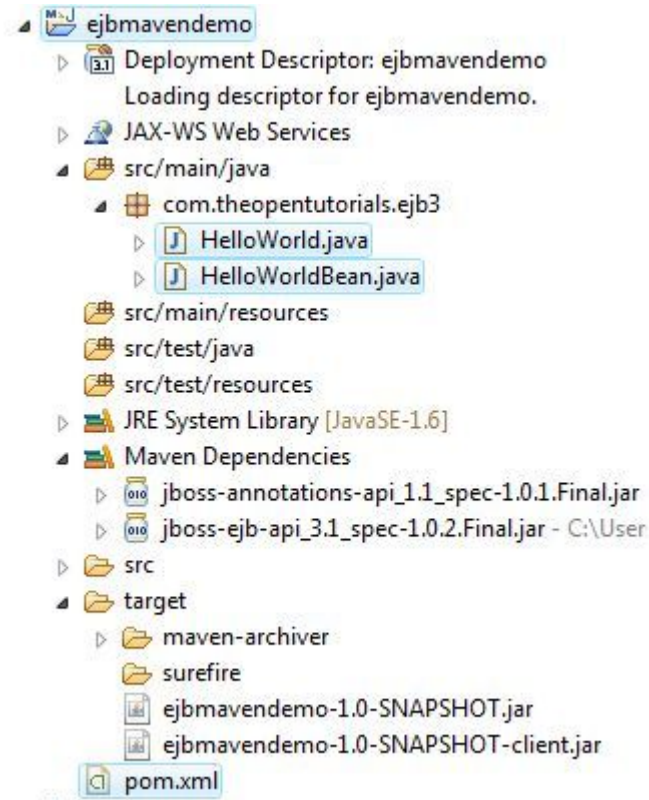 ejbmavendemo
Deployment Descriptor: ejbmavendemo
Loading descriptor for ejbmavendemo.
JAX-WS Web Services
src/main/java
com.theopentutorials.ejb3
HelloWorld.java
HelloWorldBean.java
src/main/resources
src/test/java
src/test/resources
JRE System Library [JavaSE-1.6]
Maven Dependencies
jboss-annotations-api_1.1_spec-1.0.1.Final.jar
jboss-ejb-api_3.1_spec-1.0.2.Final.jar - C:\User
src
target
maven-archiver
surefire
ejbmavendemo-1.0-SNAPSHOT.jar
ejbmavendemo-1.0-SNAPSHOT-client.jar
pom.xml